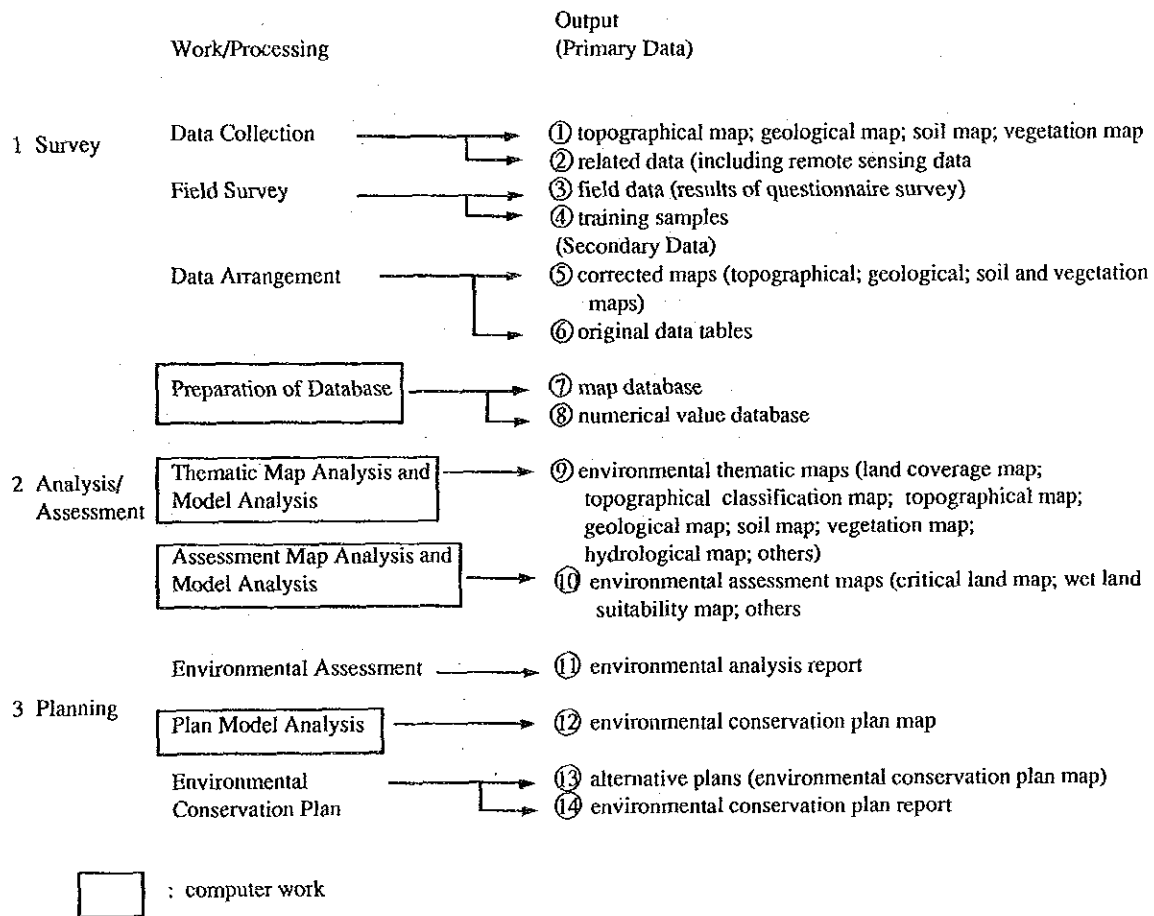 Output
Work/Processing (Primary Data)
1 Survey Data Collection ① topographical map; geological map; soil map; vegetation map
② related data (including remote sensing data
Field Survey ③ field data (results of questionnaire survey)
④ training samples
(Secondary Data)
Data Arrangement ⑤ corrected maps (topographical; geological; soil and vegetation
maps)
⑥ original data tables
Preparation of Database ⑦ map database
⑧ numerical value database
2 Analysis/ Thematic Map Analysis and ⑨ environmental thematic maps (land coverage map;
Assessment Model Analysis topographical classification map; topographical map;
geological map; soil map; vegetation map;
Assessment Map Analysis and hydrological map; others)
Model Analysis ⑩ environmental assessment maps (critical land map; wet land
suitability map; others
Environmental Assessment ⑪ environmental analysis report
3 Planning Plan Model Analysis ⑫ environmental conservation plan map
Environmental ⑬ alternative plans (environmental conservation plan map)
Conservation Plan ⑭ environmental conservation plan report
: computer work